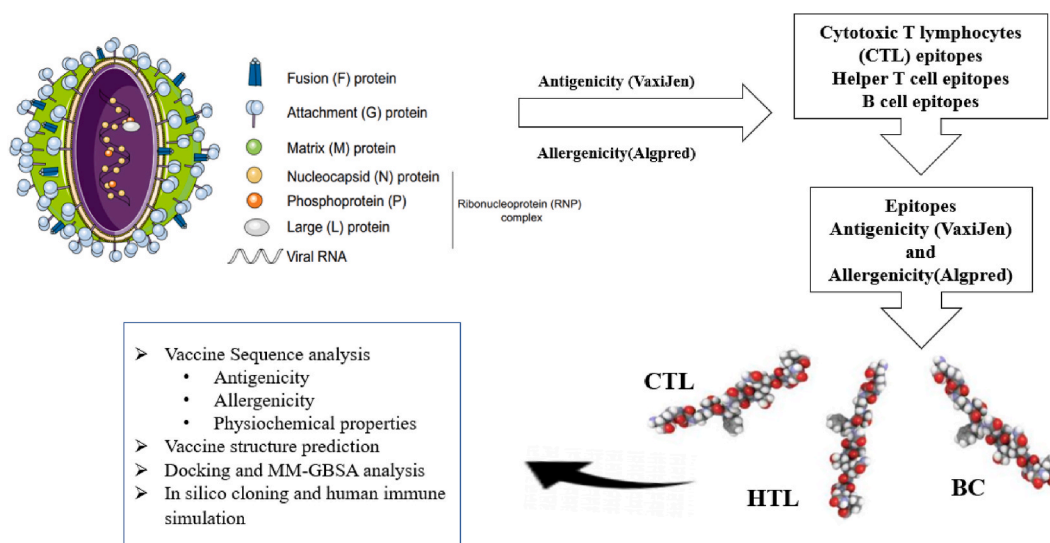 Fusion (F) protein
Attachment (G) protein
Matrix (M) protein
Nucleocapsid (N) protein
Phosphoprotein (P)
Large (L) protein
Viral RNA
Ribonucleoprotein (RNP)
complex
Antigenicity (VaxiJen)
Allergenicity(Algpred)
Cytotoxic T lymphocytes
(CTL) epitopes
Helper T cell epitopes
B cell epitopes
Epitopes
Antigenicity (VaxiJen)
and
Allergenicity(Algpred)
CTL
HTL
BC
➢ Vaccine Sequence analysis
• Antigenicity
• Allergenicity
• Physiochemical properties
➢ Vaccine structure prediction
➢ Docking and MM-GBSA analysis
➢ In silico cloning and human immune
simulation